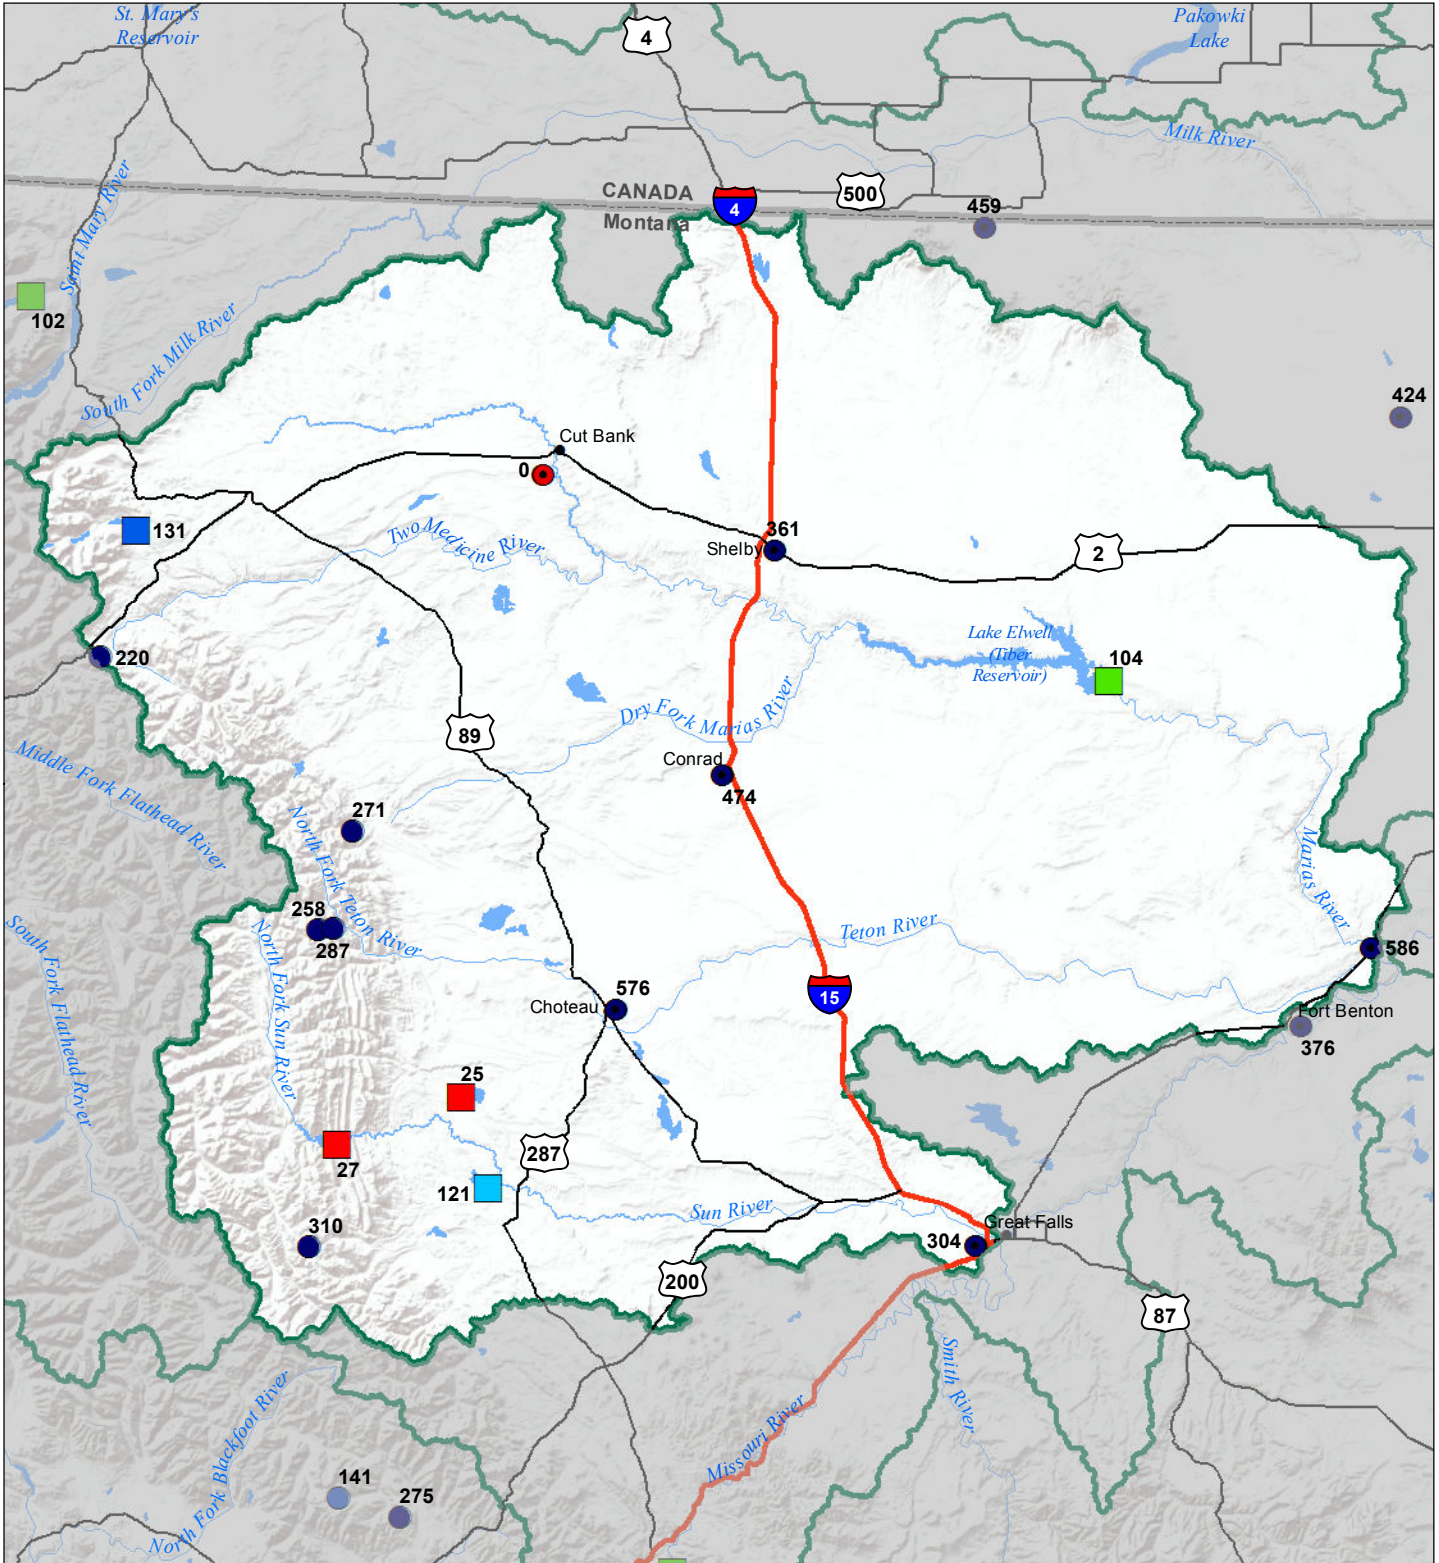 St. Mary's
Reservoir
4
Pakowki
Lake
Milk River
CANADA
Montana
4
500
459
Saint Mary River
102
South Fork Milk River
424
Cut Bank
0
131
Two Medicine River
361
Shelby
2
220
Lake Elwell
(Tiber
Reservoir)
104
Dry Fork Marias River
89
Conrad
474
Middle Fork Flathead River
271
North Fork Teton River
Marias River
258
287
North Fork Sun River
South Fork Flathead River
Teton River
586
576
Choteau
15
Fort Benton
376
25
27
287
121
Sun River
310
Great Falls
304
200
87
Smith River
Missouri River
North Fork Blackfoot River
141
275